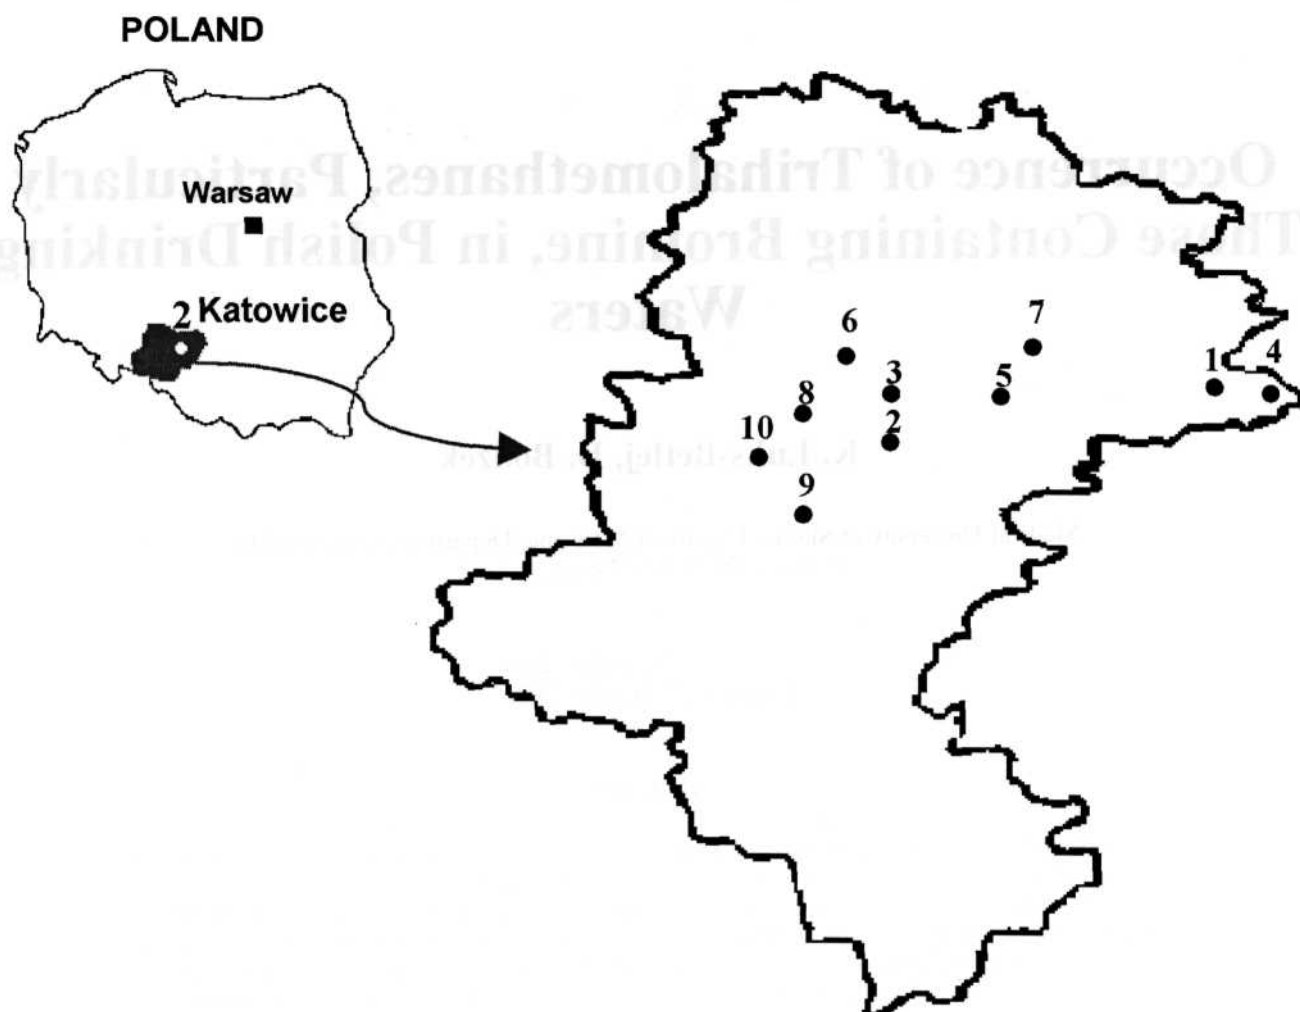 POLAND
Warsaw
2 Katowice
6
7
3
5
1
4
8
2
10
9
Occurrence of Trihalomethanes, Particularly
Those Containing Bromine, in Polish Drinking
Waters